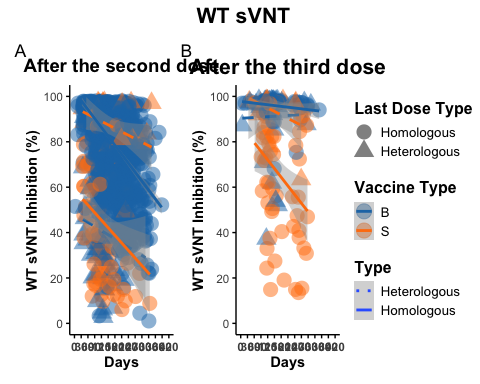 WT sVNT
A
After the second dose
B
After the third dose
WT sVNT Inhibition (%)
100
80
60
40
20
0
Days
WT sVNT Inhibition (%)
100
80
60
40
20
0
Days
Last Dose Type
Homologous
Heterologous
Vaccine Type
B
S
Type
Heterologous
Homologous